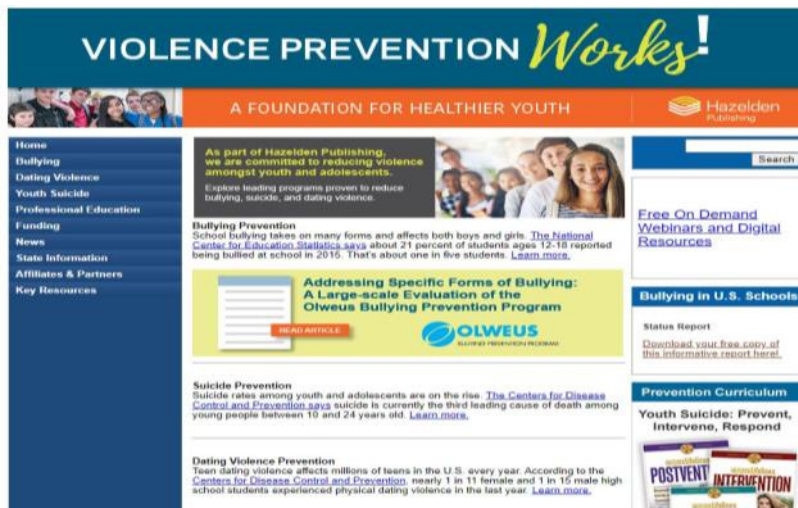 VIOLENCE PREVENTION Works!
A FOUNDATION FOR HEALTHIER YOUTH
Hazelden
Publishing
Home
Bullying
Dating Violence
Youth Suicide
Professional Education
Funding
News
State Information
Affiliates & Partners
Key Resources
As part of Hazelden Publishing,
we are committed to reducing violence
amongst youth and adolescents.
Explore leading programs proven to reduce
bullying, suicide, and dating violence.
Bullying Prevention
School bullying takes on many forms and affects both boys and girls. The National
Center for Education Statistics says about 21 percent of students ages 12-18 reported
being bullied at school in 2015. That's about one in five students. Learn more.
Addressing Specific Forms of Bullying:
A Large-scale Evaluation of the
Olweus Bullying Prevention Program
READ ARTICLE
OLWEUS
BULLYING PREVENTION PROGRAM
Suicide Prevention
Suicide rates among youth and adolescents are on the rise. The Centers for Disease
Control and Prevention says suicide is currently the third leading cause of death among
young people between 10 and 24 years old. Learn more.
Dating Violence Prevention
Teen dating violence affects millions of teens in the U.S. every year. According to the
Centers for Disease Control and Prevention, nearly 1 in 11 female and 1 in 15 male high
school students experienced physical dating violence in the last year. Learn more.
Search
Free On Demand
Webinars and Digital
Resources
Bullying in U.S. Schools
Status Report
Download your free copy of
this informative report here!
Prevention Curriculum
Youth Suicide: Prevent,
Intervene, Respond
POSTVENT
INTERVENTION